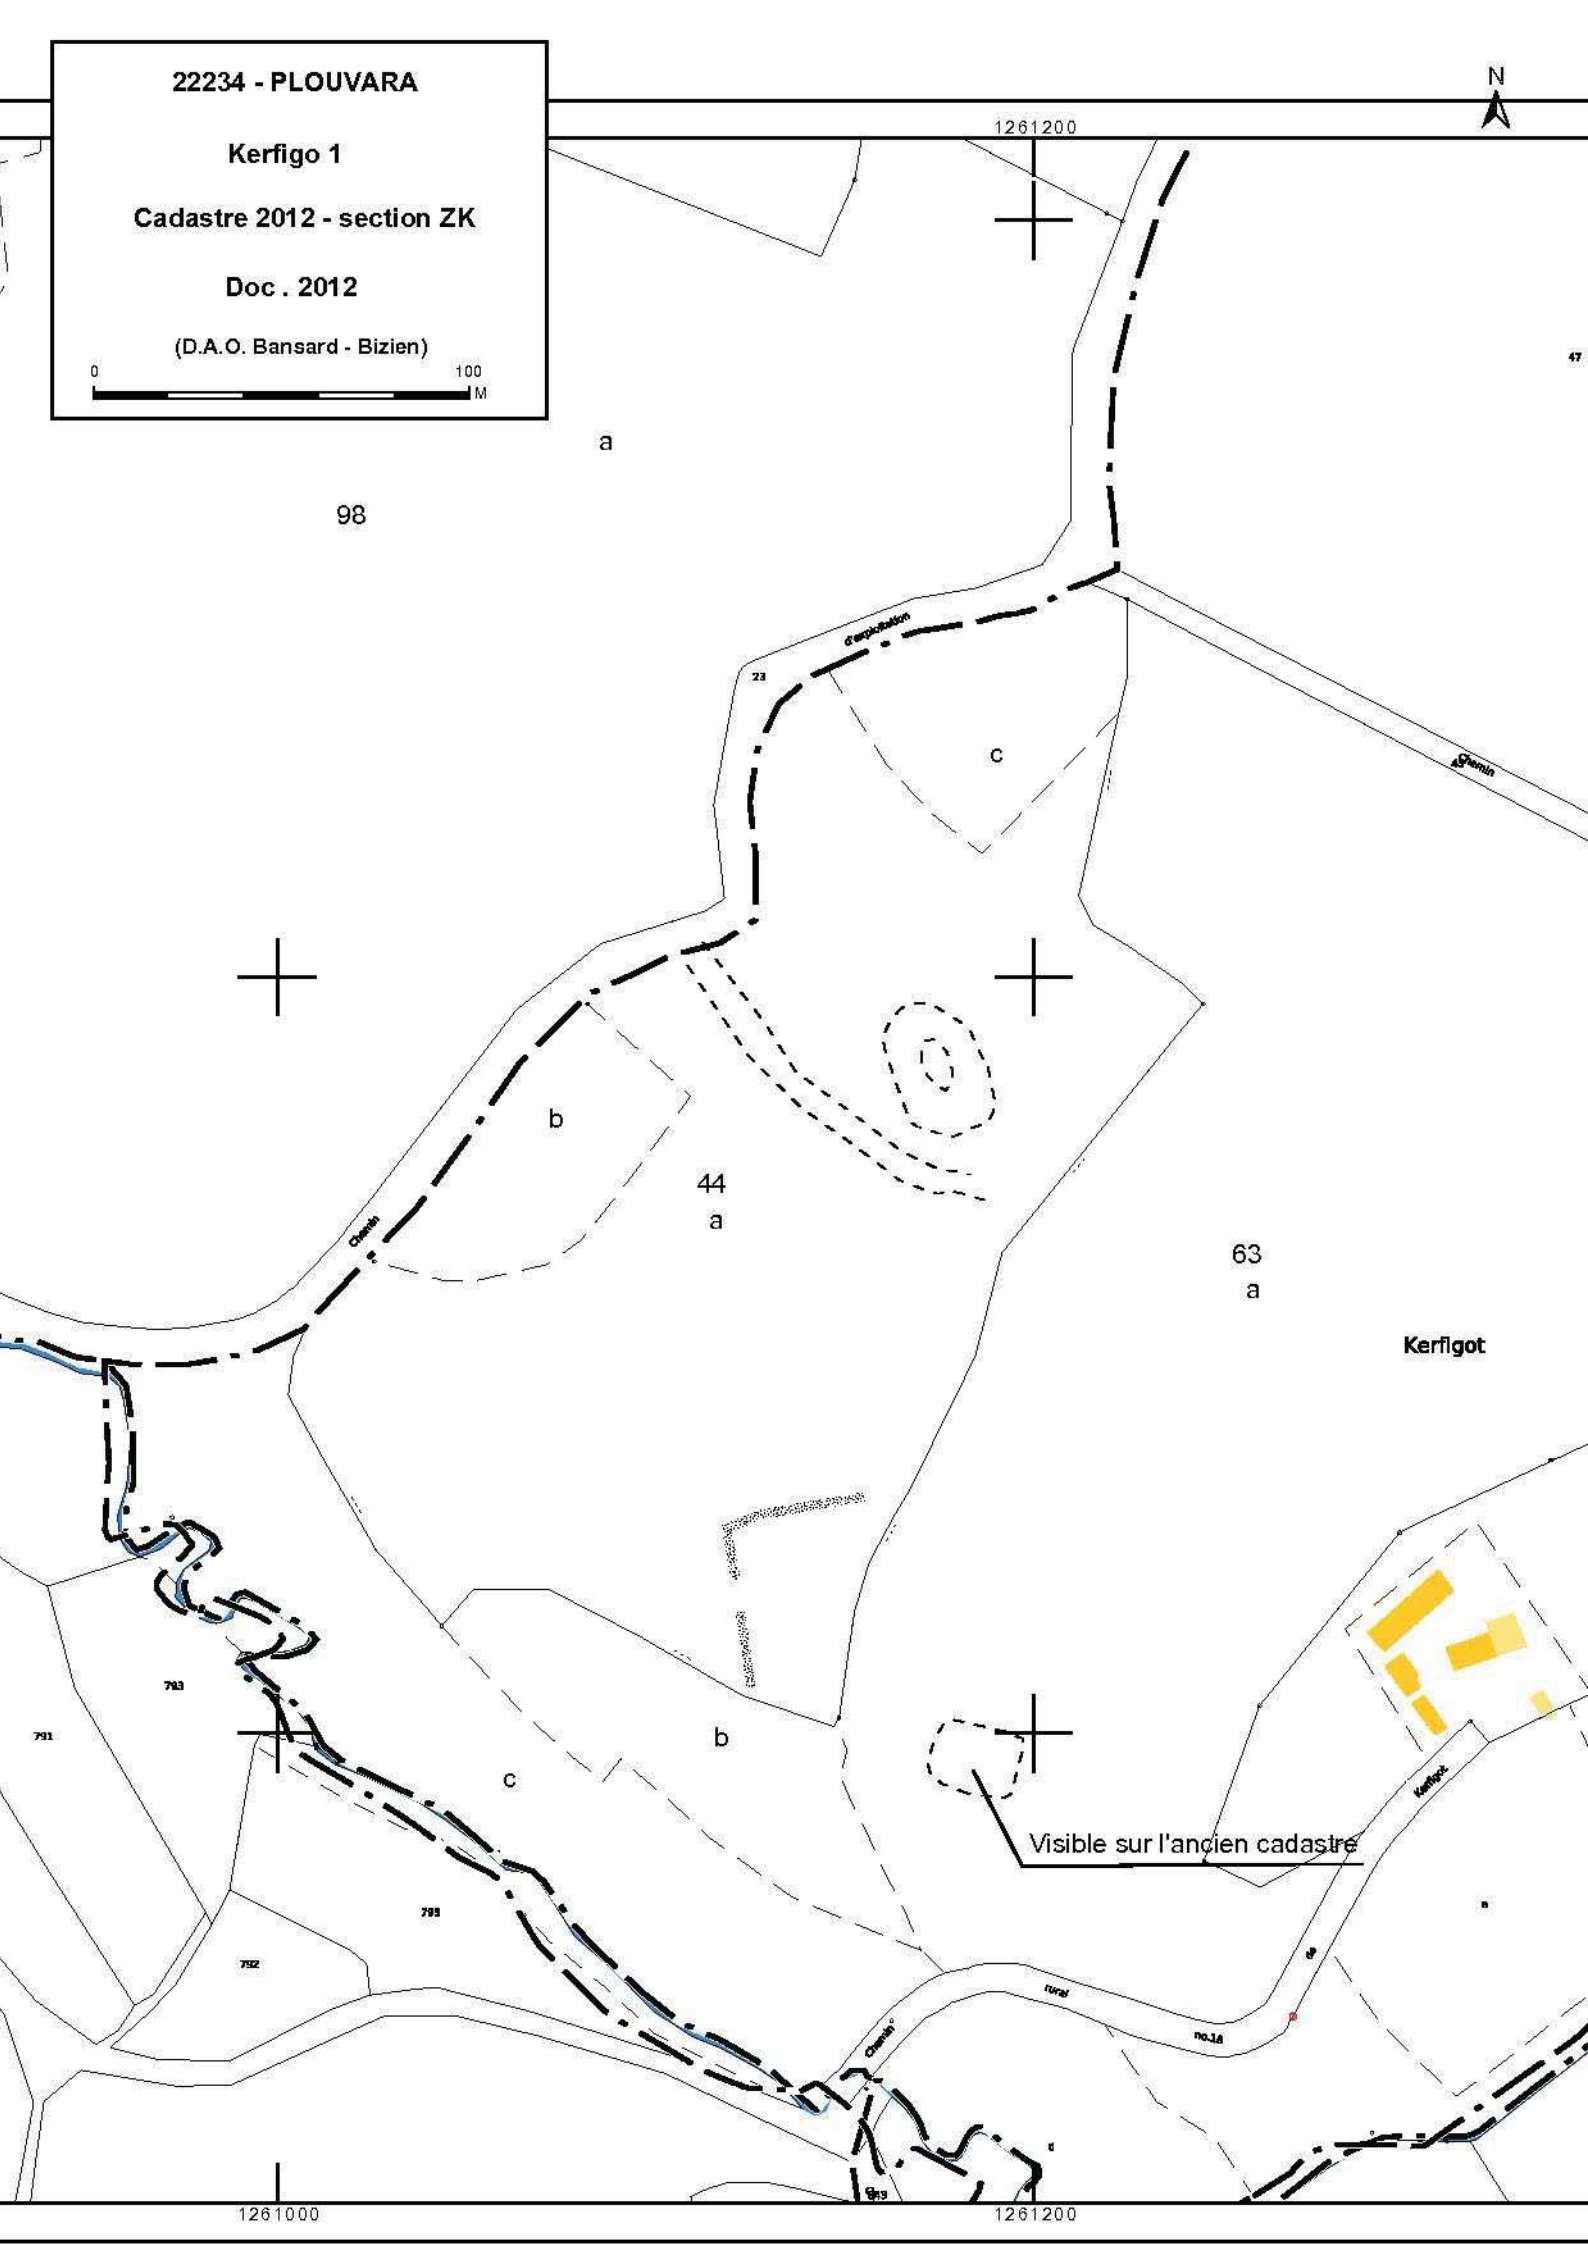 22234 - PLOUVARA
Kerfigo 1
Cadastre 2012 - section ZK
Doc . 2012
(D.A.O. Bansard - Bizien)
0 100
M
N
1261200
47
a
98
d'exploitation
23
c
Chemin
b
44
a
Chemin
63
a
Kerfigot
793
791
b
c
Visible sur l'ancien cadastre
Kerfigot
795
792
de
rural
no.18
Chemin
1261000
1261200